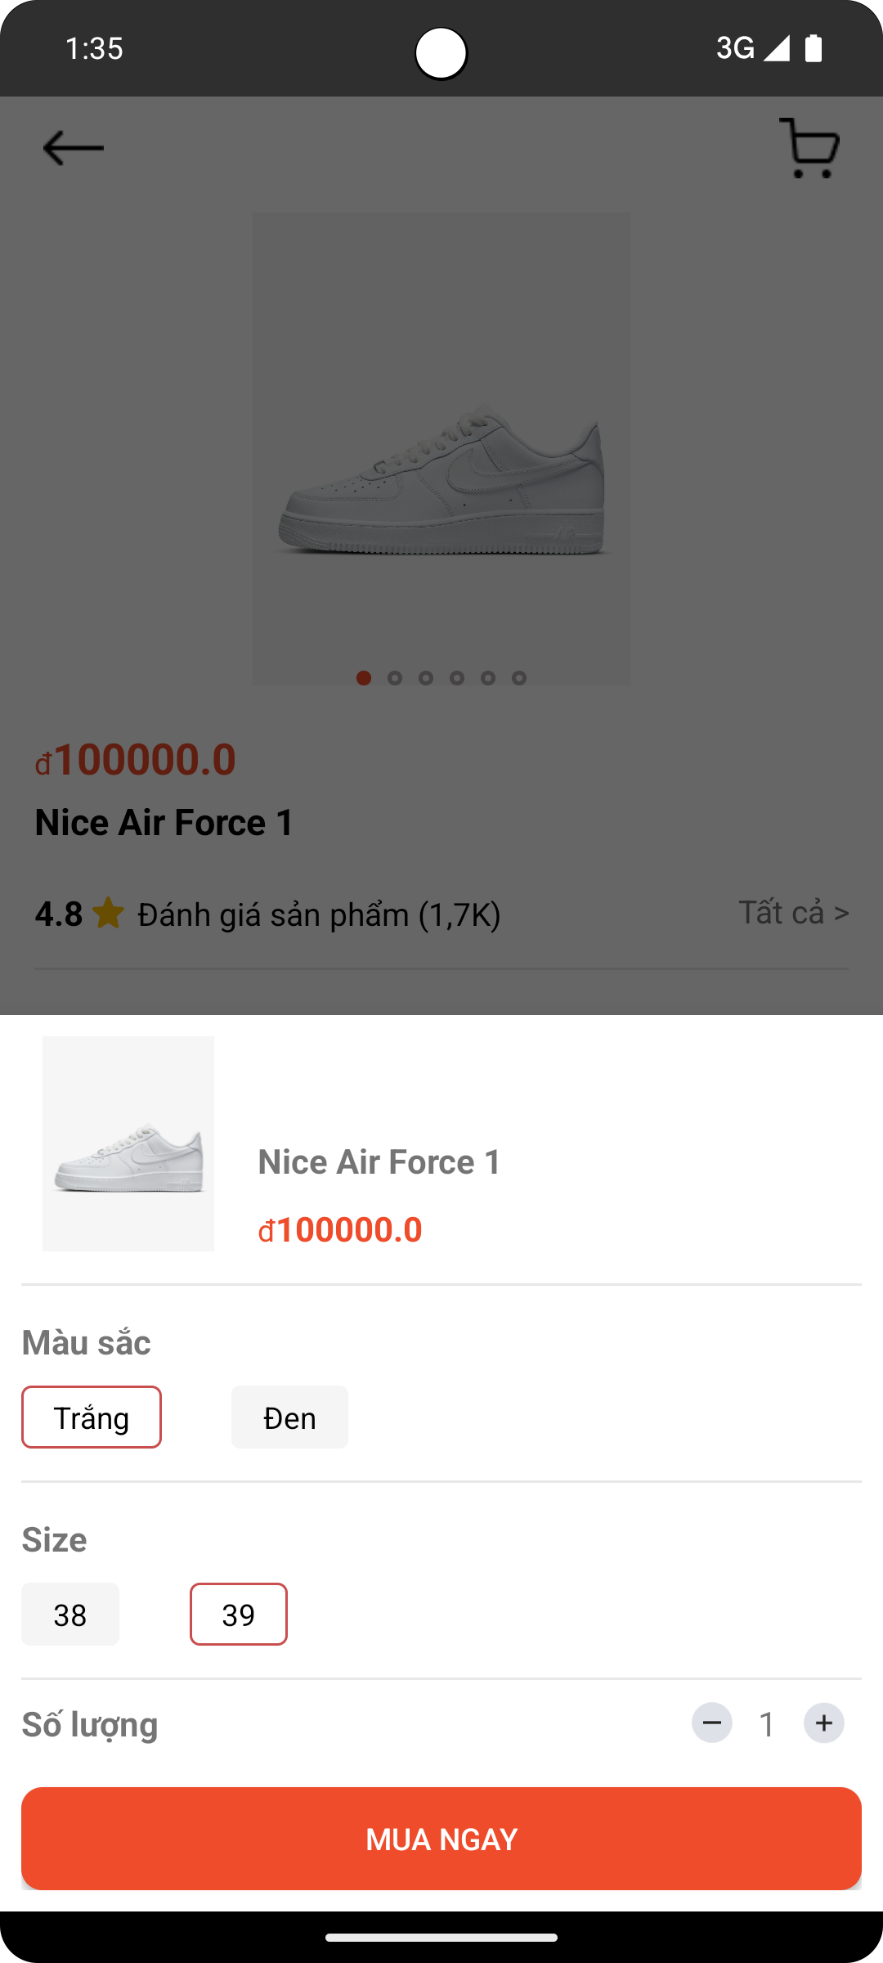 1:35
3G
đ100000.0
Nice Air Force 1
4.8 Đánh giá sản phẩm (1,7K)
Tất cả >
Nice Air Force 1
đ100000.0
Màu sắc
Trắng
Đen
Size
38
39
Số lượng
1
MUA NGAY